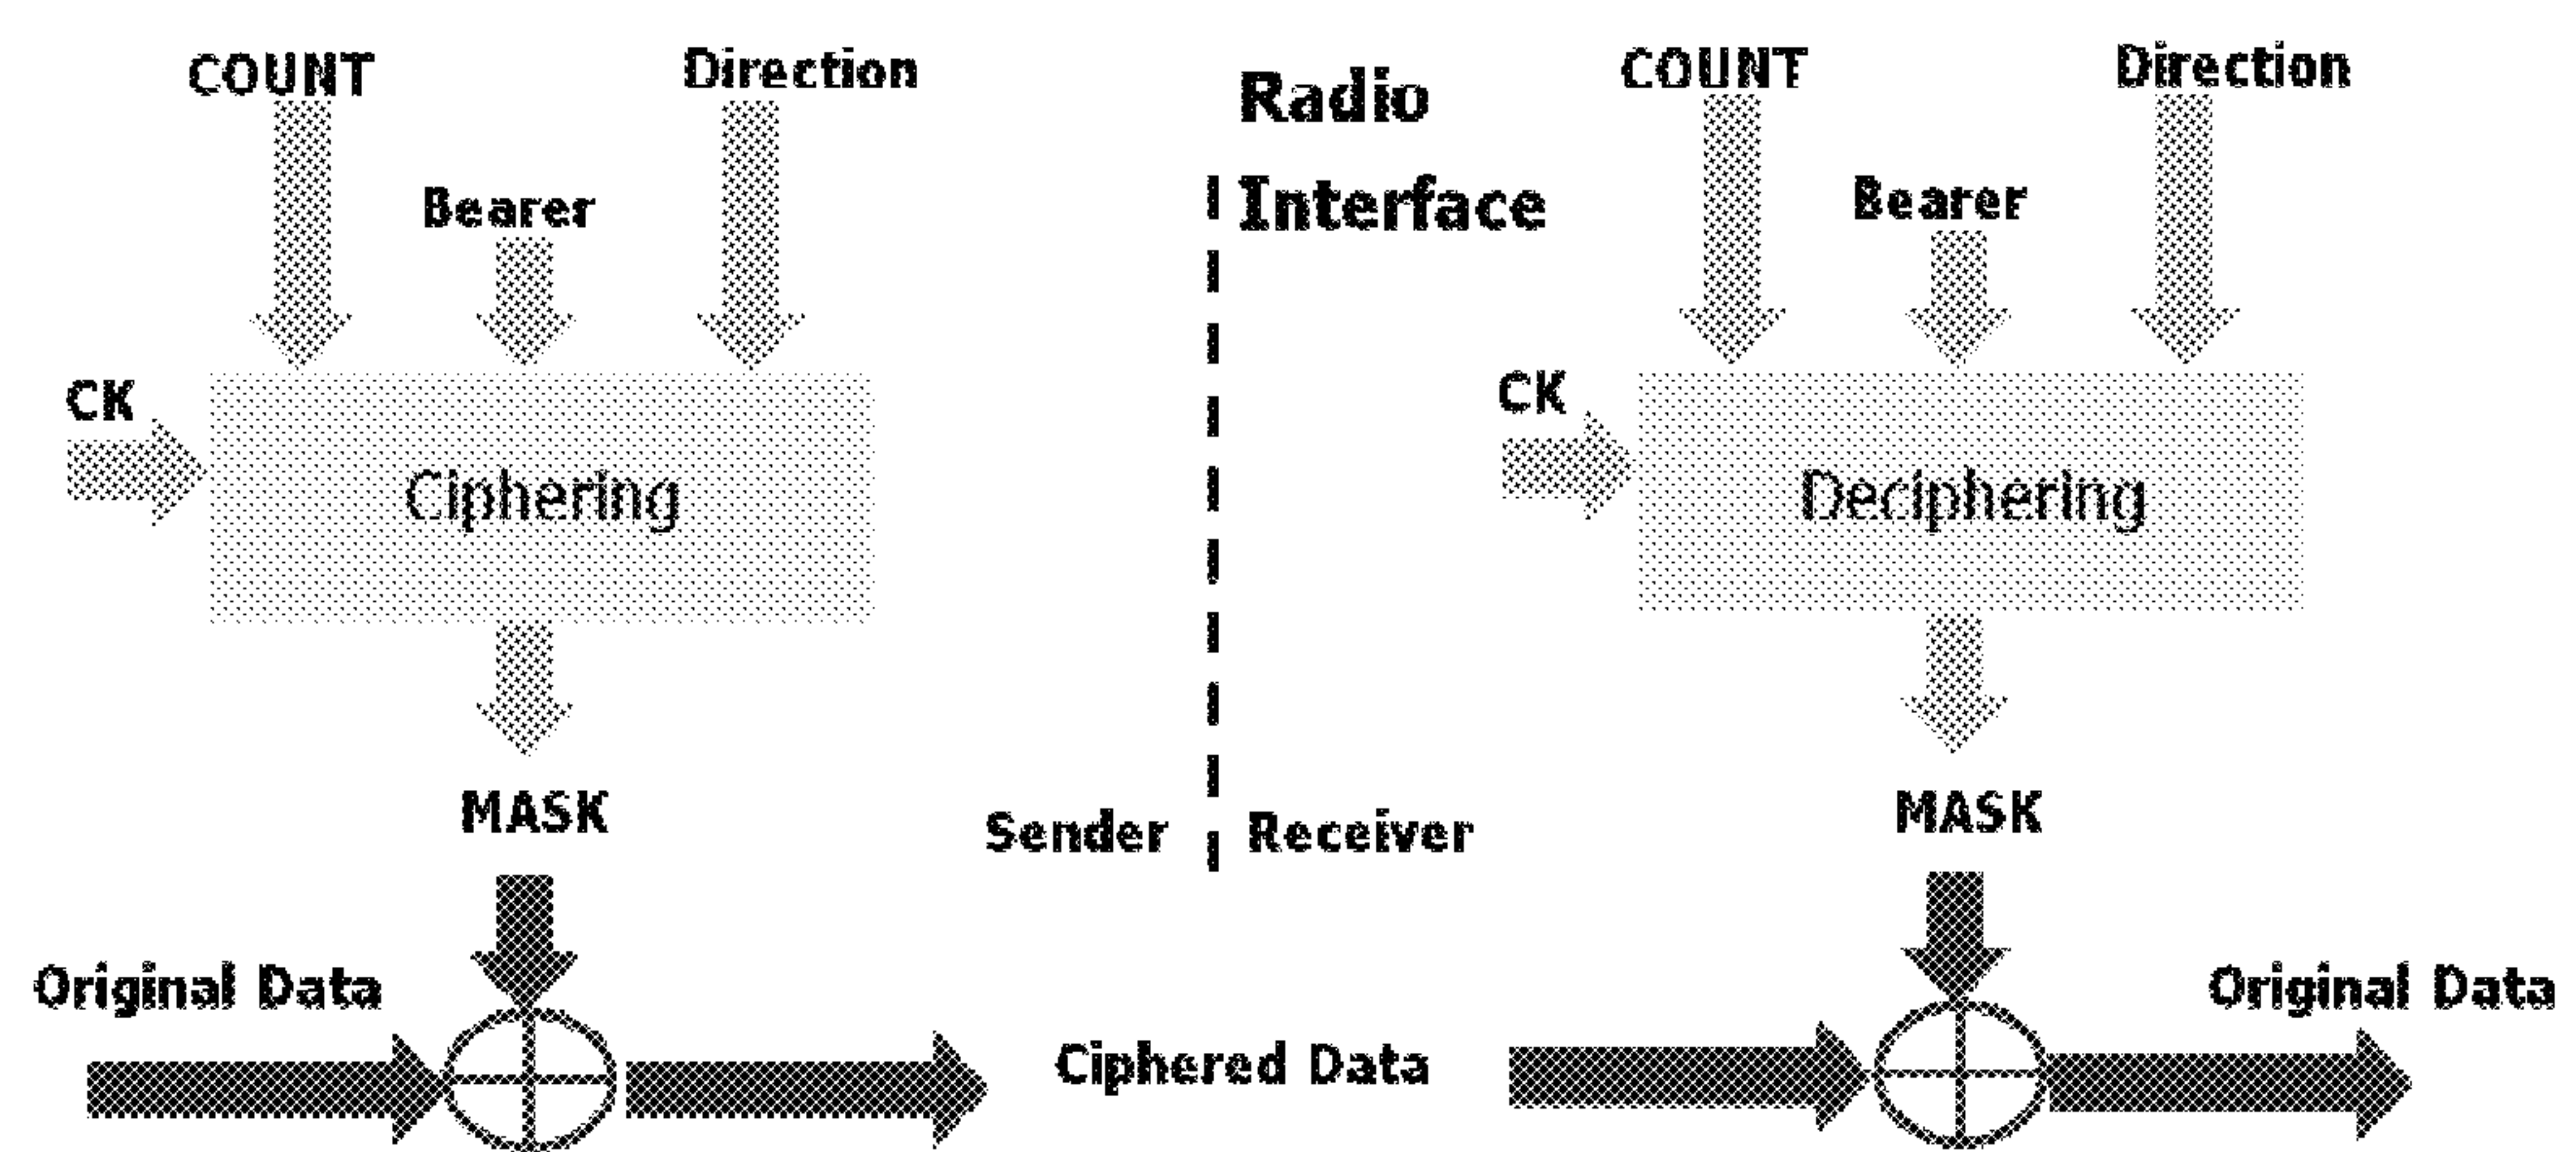 COUNT
Direction
Bearer
CK
Ciphering
MASK
Original Data
Radio
Interface
Sender
Receiver
Ciphered Data
COUNT
Direction
Bearer
CK
Deciphering
MASK
Original Data